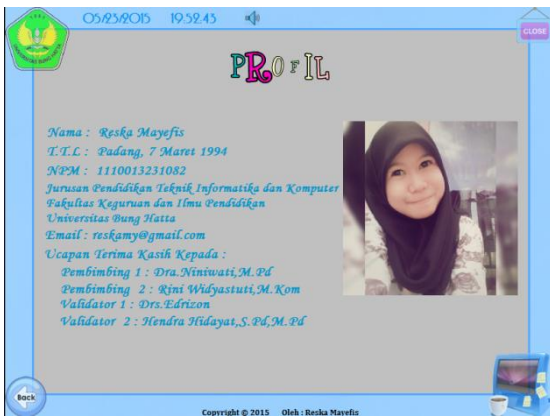 05/25/2015 19:52:43
CLOSE
UNIVERSITAS BUNG HATTA
PROFIL
Nama : Reska Mayefis
T.T.L : Padang, 7 Maret 1994
NPM : 1110013231082
Jurusan Pendidikan Teknik Informatika dan Komputer
Fakultas Keguruan dan Ilmu Pendidikan
Universitas Bung Hatta
Email : reskamy@gmail.com
Ucapan Terima Kasih Kepada :
Pembimbing 1 : Dra.Niniwati,M.Pd
Pembimbing 2 : Rini Widyastuti,M.Kom
Validator 1 : Drs.Edrizon
Validator 2 : Hendra Hidayat,S.Pd,M.Pd
Back
Copyright © 2015 Oleh : Reska Mayefis